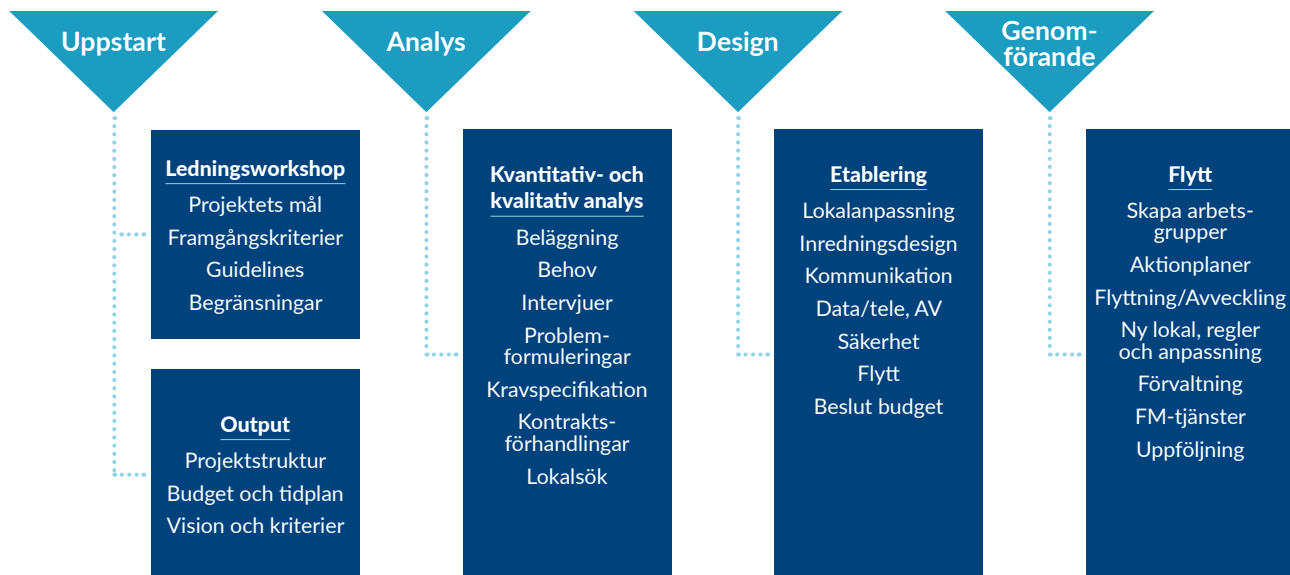 Uppstart
Ledningsworkshop
Projektets mål
Framgångskriterier
Guidelines
Begränsningar
Output
Projektstruktur
Budget och tidplan
Vision och kriterier
Analys
Kvantitativ- och
kvalitativ analys
Beläggning
Behov
Intervjuer
Problem-
formuleringar
Kravspecifikation
Kontrakts-
förhandlingar
Lokalsök
Design
Etablering
Lokalanpassning
Inredningsdesign
Kommunikation
Data/tele, AV
Säkerhet
Flytt
Beslut budget
Genom-
förande
Flytt
Skapa arbets-
grupper
Aktionplaner
Flyttning/Avveckling
Ny lokal, regler
och anpassning
Förvaltning
FM-tjänster
Uppföljning